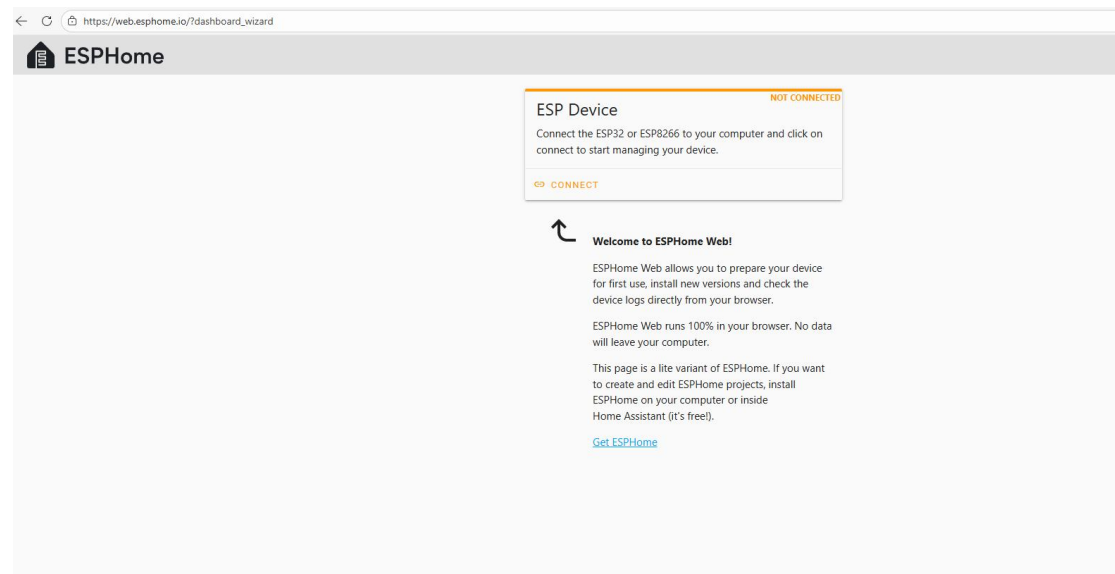 https://web.esphome.io/?dashboard_wizard
ESPHome
NOT CONNECTED
ESP Device
Connect the ESP32 or ESP8266 to your computer and click on
connect to start managing your device.
CONNECT
Welcome to ESPHome Web!
ESPHome Web allows you to prepare your device
for first use, install new versions and check the
device logs directly from your browser.
ESPHome Web runs 100% in your browser. No data
will leave your computer.
This page is a lite variant of ESPHome. If you want
to create and edit ESPHome projects, install
ESPHome on your computer or inside
Home Assistant (it's free!).
Get ESPHome